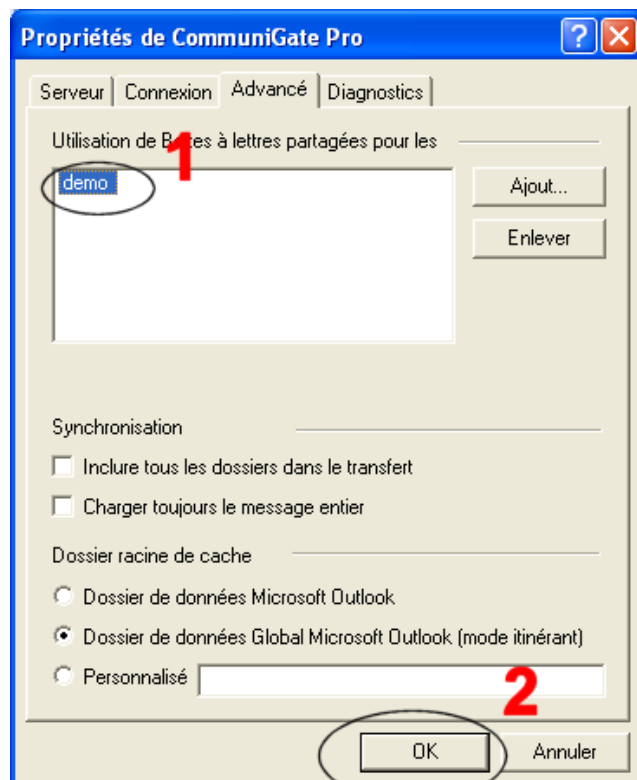 Propriétés de CommuniGate Pro
Serveur Connexion Advancé Diagnostics
Utilisation de Boîtes à lettres partagées pour les
1
demo
Ajout...
Enlever
Synchronisation
Inclure tous les dossiers dans le transfert
Charger toujours le message entier
Dossier racine de cache
Dossier de données Microsoft Outlook
Dossier de données Global Microsoft Outlook (mode itinérant)
Personnalisé
2
OK Annuler